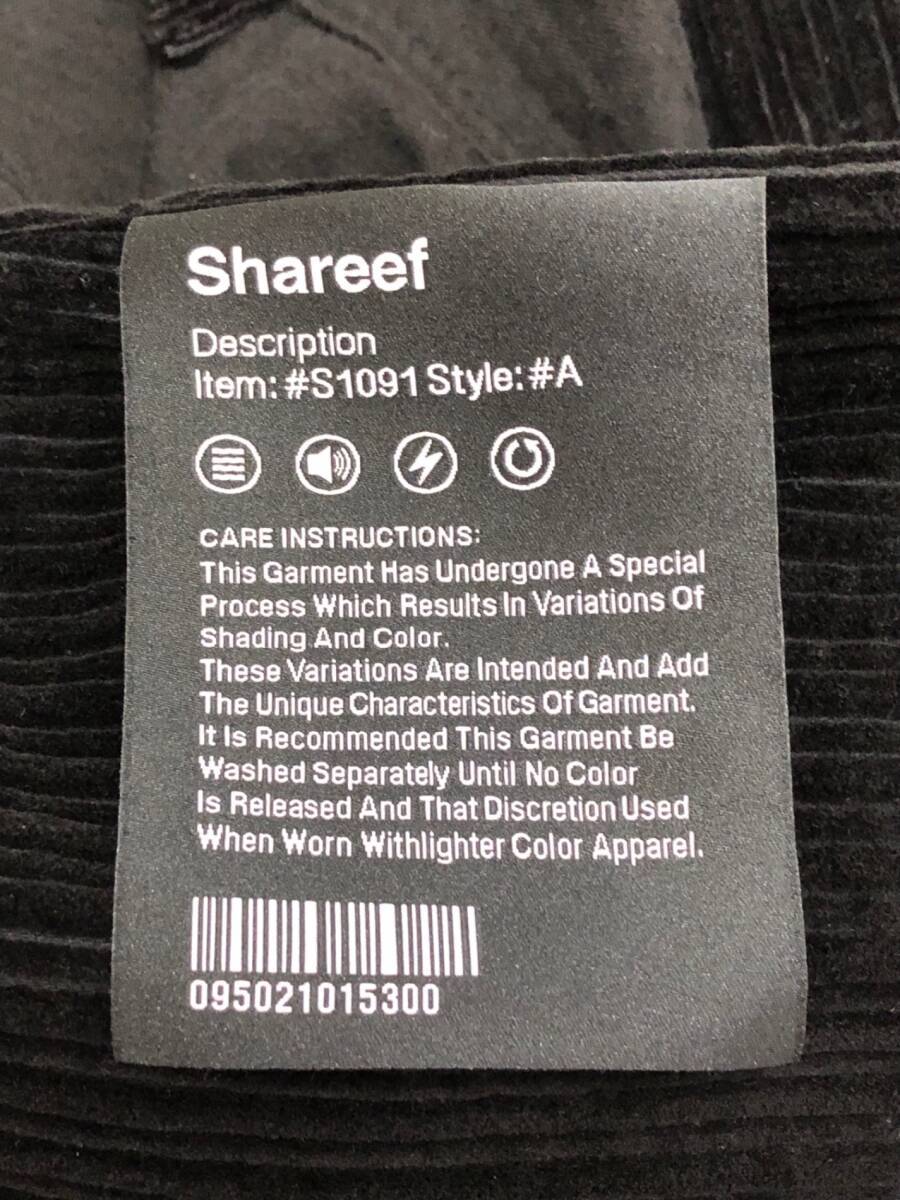 Shareef
Description
Item: #S1091 Style: #A
CARE INSTRUCTIONS:
This Garment Has Undergone A Special
Process Which Results In Variations Of
Shading And Color.
These Variations Are Intended And Add
The Unique Characteristics Of Garment.
It Is Recommended This Garment Be
Washed Separately Until No Color
Is Released And That Discretion Used
When Worn Withlighter Color Apparel.
095021015300